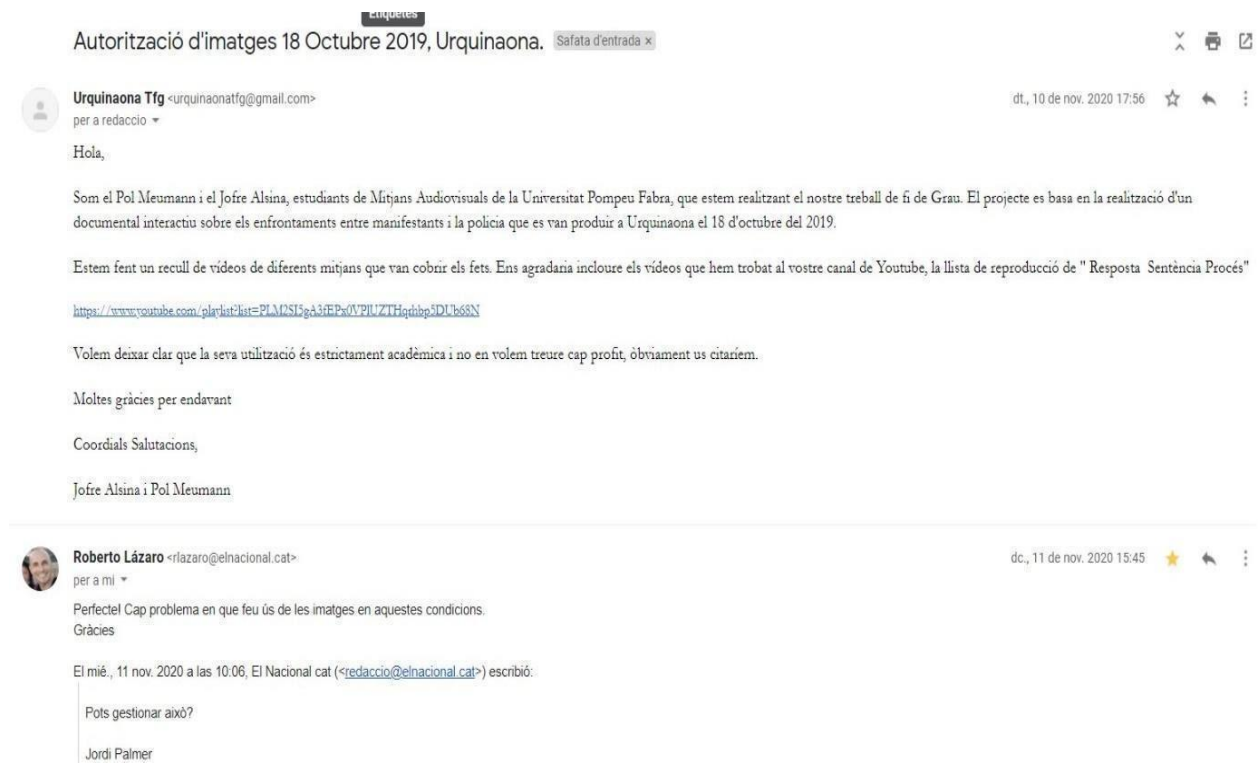 Etiquetes
Autorització d'imatges 18 Octubre 2019, Urquinaona. Safata d'entrada ×
Urquinaona Tfg <urquinaonatfg@gmail.com> dt., 10 de nov. 2020 17:56
per a redaccio
Hola,
Som el Pol Meumann i el Jofre Alsina, estudiants de Mitjans Audiovisuals de la Universitat Pompeu Fabra, que estem realitzant el nostre treball de fi de Grau. El projecte es basa en la realització d'un
documental interactiu sobre els enfrontaments entre manifestants i la policia que es van produir a Urquinaona el 18 d'octubre del 2019.
Estem fent un recull de vídeos de diferents mitjans que van cobrir els fets. Ens agradaria incloure els vídeos que hem trobat al vostre canal de Youtube, la llista de reproducció de " Resposta Sentència Procés"
Volem deixar clar que la seva utilització és estrictament acadèmica i no en volem treure cap profit, òbviament us citaríem.
Moltes gràcies per endavant
Coordials Salutacions,
Jofre Alsina i Pol Meumann
Roberto Lázaro <rlazaro@elnacional.cat> dc., 11 de nov. 2020 15:45
per a mi
Perfecte! Cap problema en que feu ús de les imatges en aquestes condicions.
Gràcies
El mié., 11 nov. 2020 a las 10:06, El Nacional cat (<redaccio@elnacional.cat>) escribió:
Pots gestionar això?
Jordi Palmer